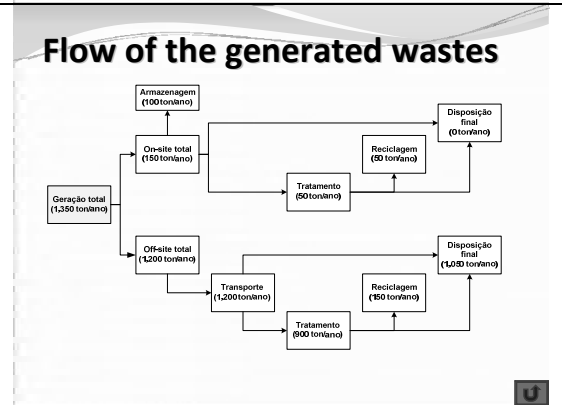 Flow of the generated wastes
Armazenagem
(100 ton/ano)
On-site total
(150 ton/ano)
Disposição
final
(0 ton/ano)
Reciclagem
(50 ton/ano)
Tratamento
(50 ton/ano)
Geração total
(1,350 ton/ano)
Off-site total
(1,200 ton/ano)
Transporte
(1,200 ton/ano)
Disposição
final
(1,050 ton/ano)
Reciclagem
(150 ton/ano)
Tratamento
(900 ton/ano)